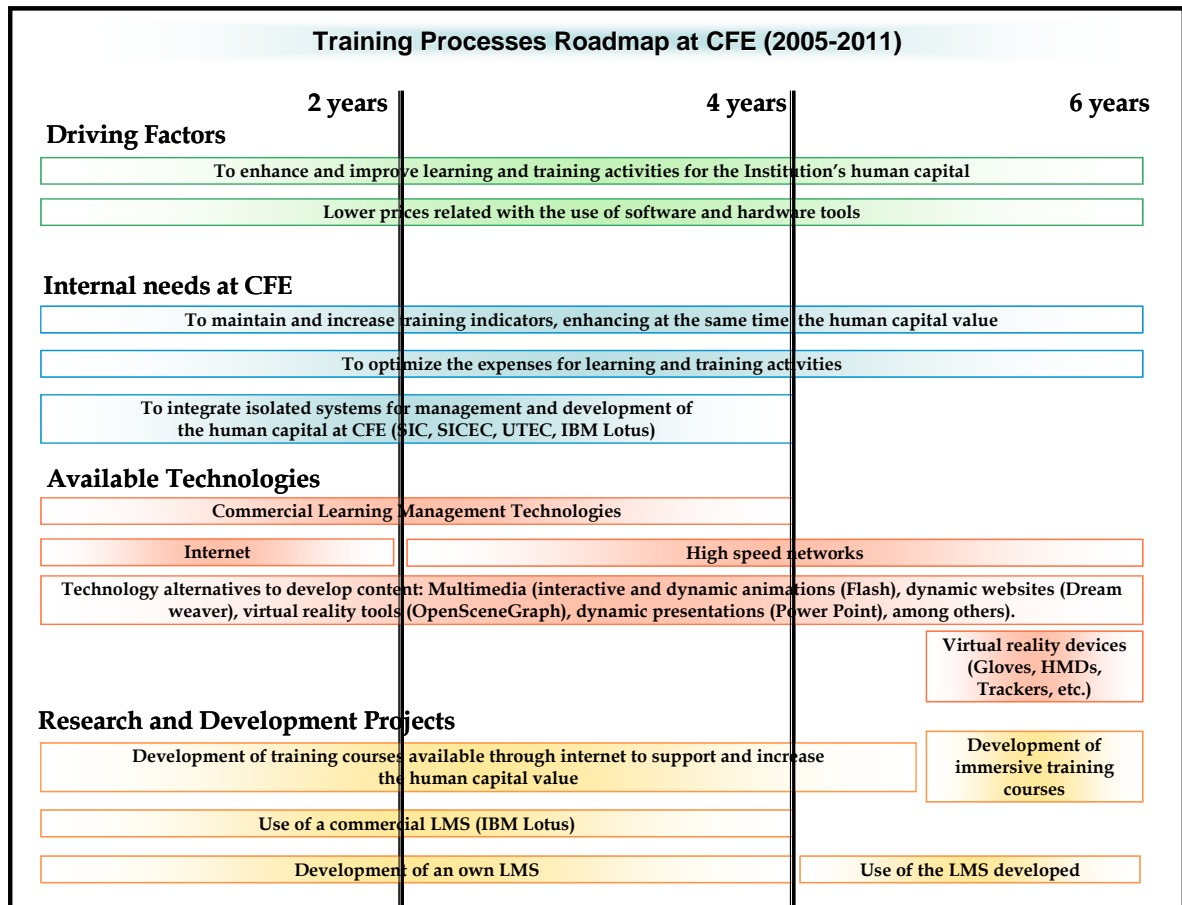 Training Processes Roadmap at CFE (2005-2011)
2 years
4 years
6 years
Driving Factors
To enhance and improve learning and training activities for the Institution's human capital
Lower prices related with the use of software and hardware tools
Internal needs at CFE
To maintain and increase training indicators, enhancing at the same time, the human capital value
To optimize the expenses for learning and training activities
To integrate isolated systems for management and development of
the human capital at CFE (SIC, SICEC, UTEC, IBM Lotus)
Available Technologies
Commercial Learning Management Technologies
Internet
High speed networks
Technology alternatives to develop content: Multimedia (interactive and dynamic animations (Flash), dynamic websites (Dream
weaver), virtual reality tools (OpenSceneGraph), dynamic presentations (Power Point), among others).
Virtual reality devices
(Gloves, HMDs,
Trackers, etc.)
Research and Development Projects
Development of training courses available through internet to support and increase
the human capital value
Development of
immersive training
courses
Use of a commercial LMS (IBM Lotus)
Development of an own LMS
Use of the LMS developed